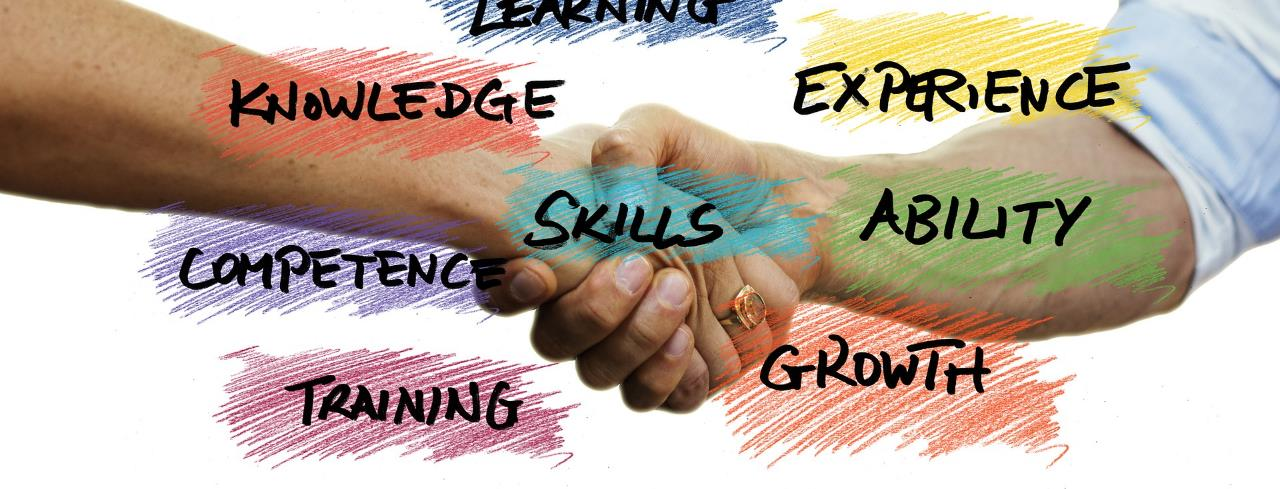 LEARNING
KNOWLEDGE
EXPERIENCE
SKILLS
ABILITY
COMPETENCE
GROWTH
TRAINING